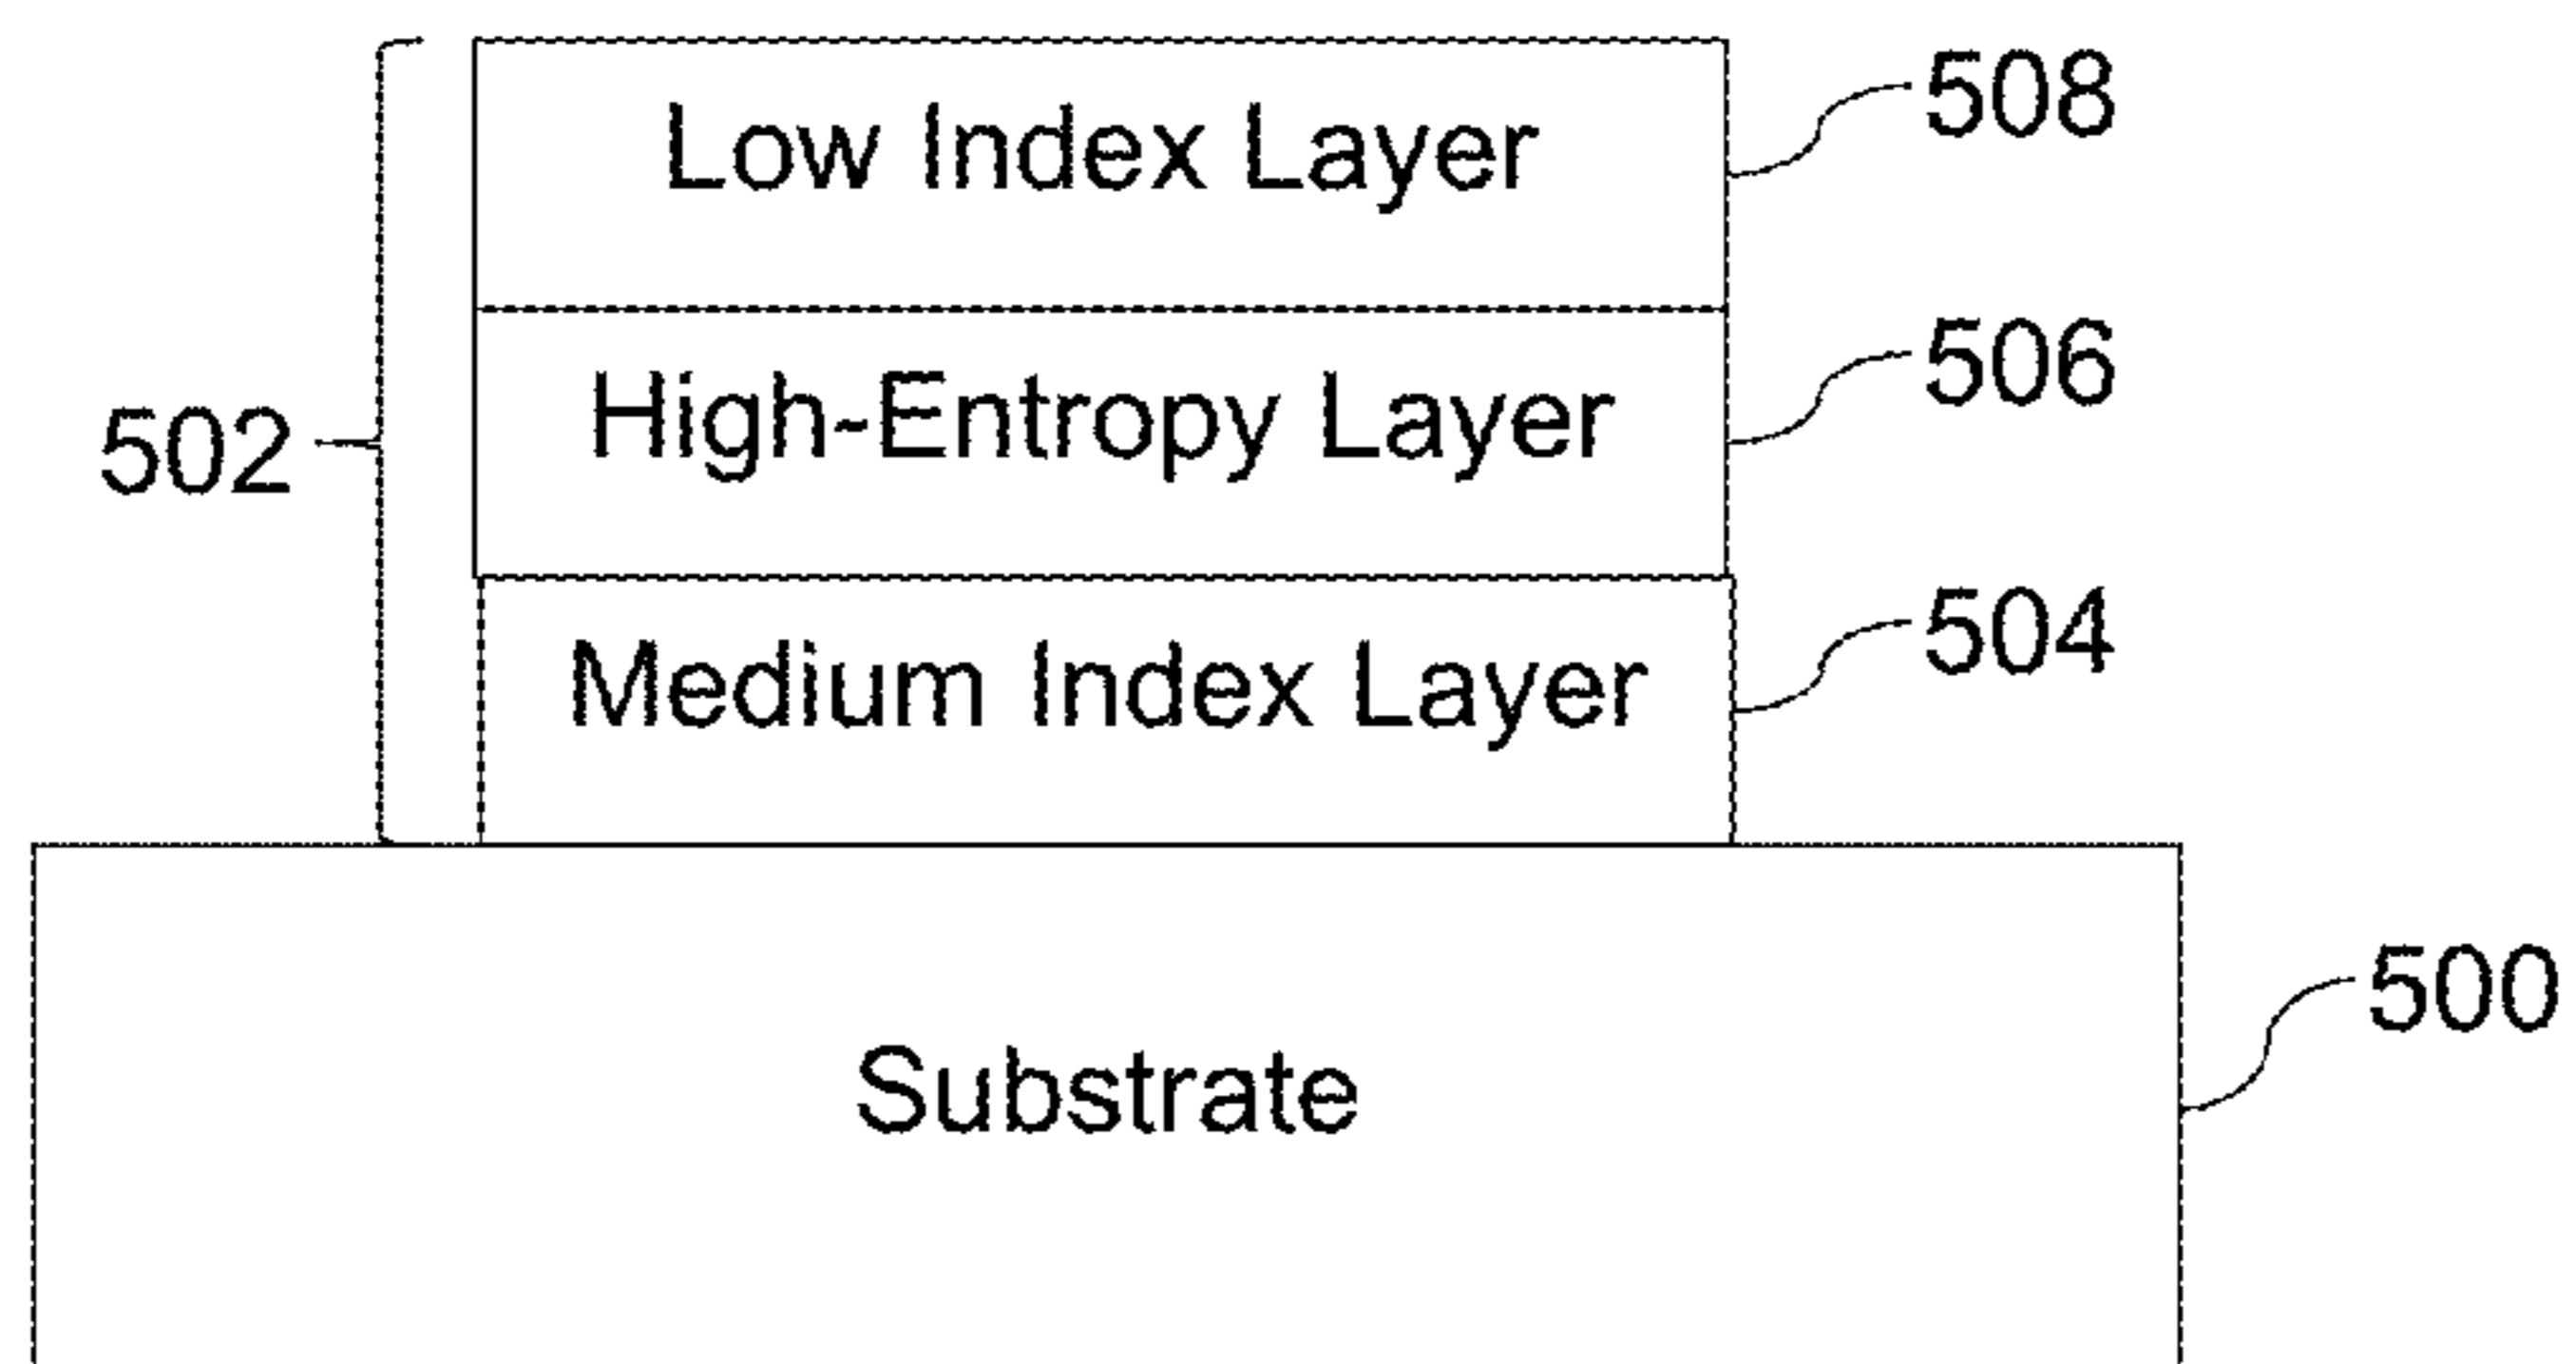 Low Index Layer
508
High-Entropy Layer
506
502
Medium Index Layer
504
Substrate
500